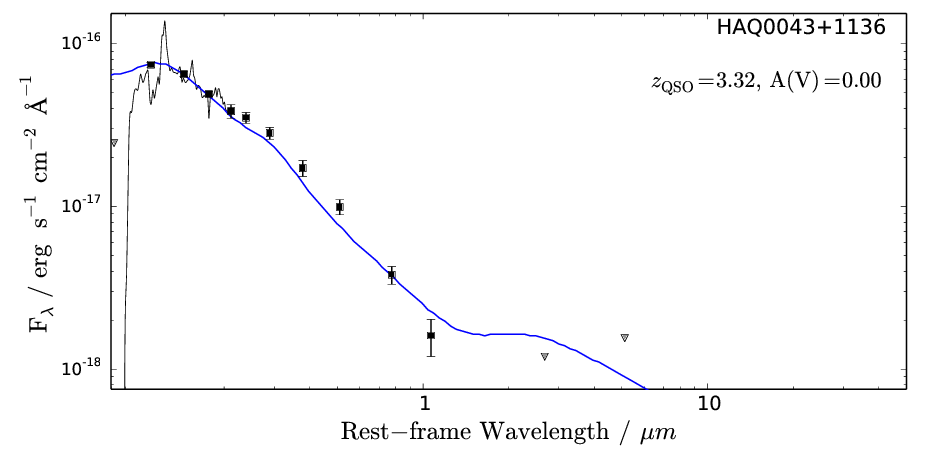 HAQ0043+1136
z_QSO=3.32, A(V)=0.00
10^-16
10^-17
10^-18
F_λ / erg s^−1 cm^−2 Å^−1
1 10
Rest−frame Wavelength / μm